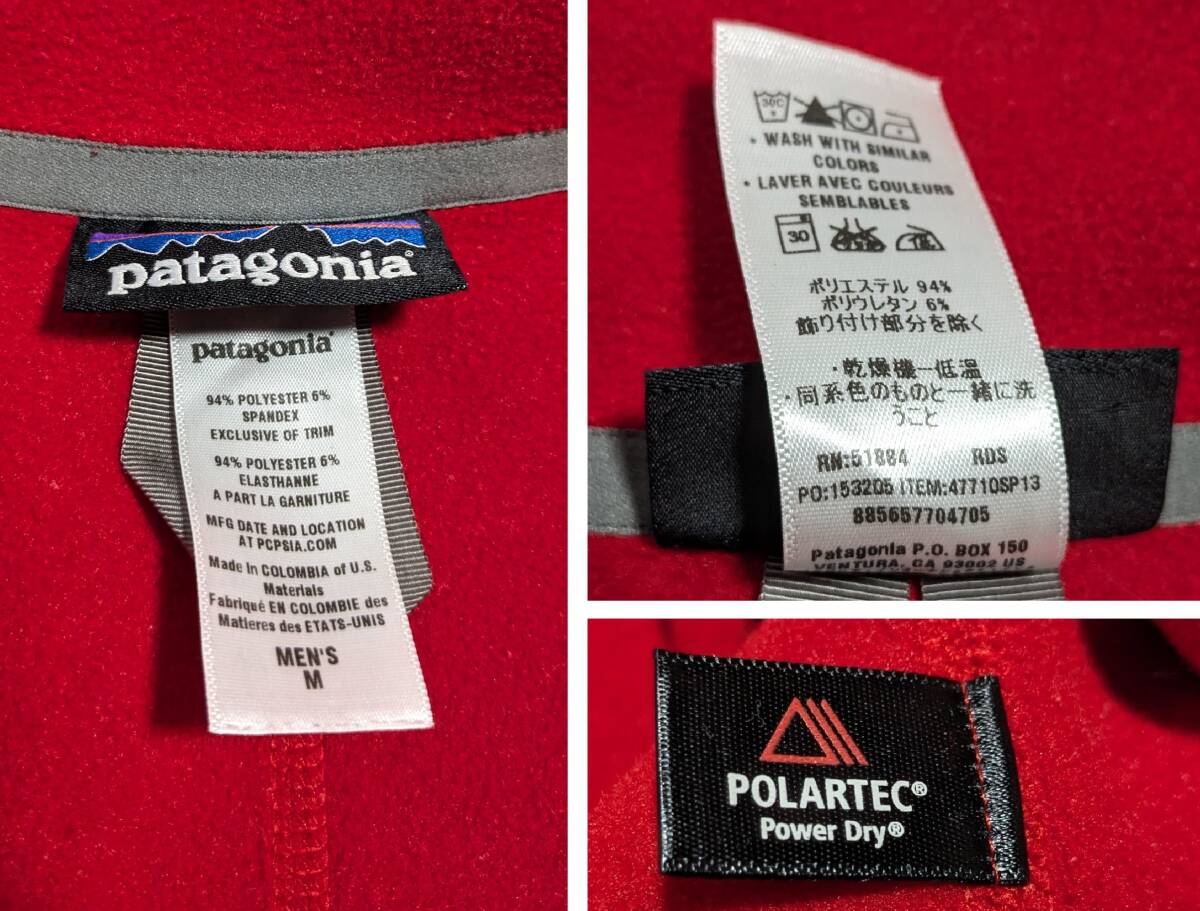 patagonia®
patagonia®
94% POLYESTER 6%
SPANDEX
EXCLUSIVE OF TRIM
94% POLYESTER 6%
ELASTHANNE
A PART LA GARNITURE
MFG DATE AND LOCATION
AT PCPSIA.COM
Made in COLOMBIA of U.S.
Materials
Fabriqué EN COLOMBIE des
Matieres des ETATS-UNIS
MEN'S
M
30C
• WASH WITH SIMILAR
COLORS
• LAVER AVEC COULEURS
SEMBLABLES
30 低
ポリエステル 94%
ポリウレタン 6%
飾り付け部分を除く
・乾燥機一低温
・同系色のものと一緒に洗
うこと
RN:51884 RDS
PO:153205 ITEM:47710SP13
885657704705
Patagonia P.O. BOX 150
VENTURA, CA 93002 US
POLARTEC®
Power Dry®